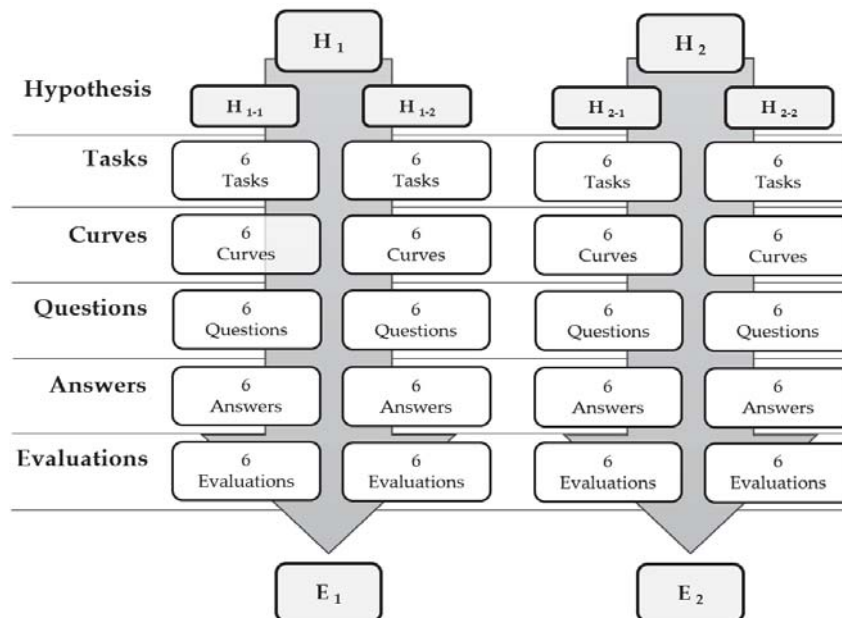 H 1 H 2
Hypothesis
H 1-1 H 1-2 H 2-1 H 2-2
Tasks
6 6 6 6
Tasks Tasks Tasks Tasks
Curves
6 6 6 6
Curves Curves Curves Curves
Questions
6 6 6 6
Questions Questions Questions Questions
Answers
6 6 6 6
Answers Answers Answers Answers
Evaluations
6 6 6 6
Evaluations Evaluations Evaluations Evaluations
E 1 E 2